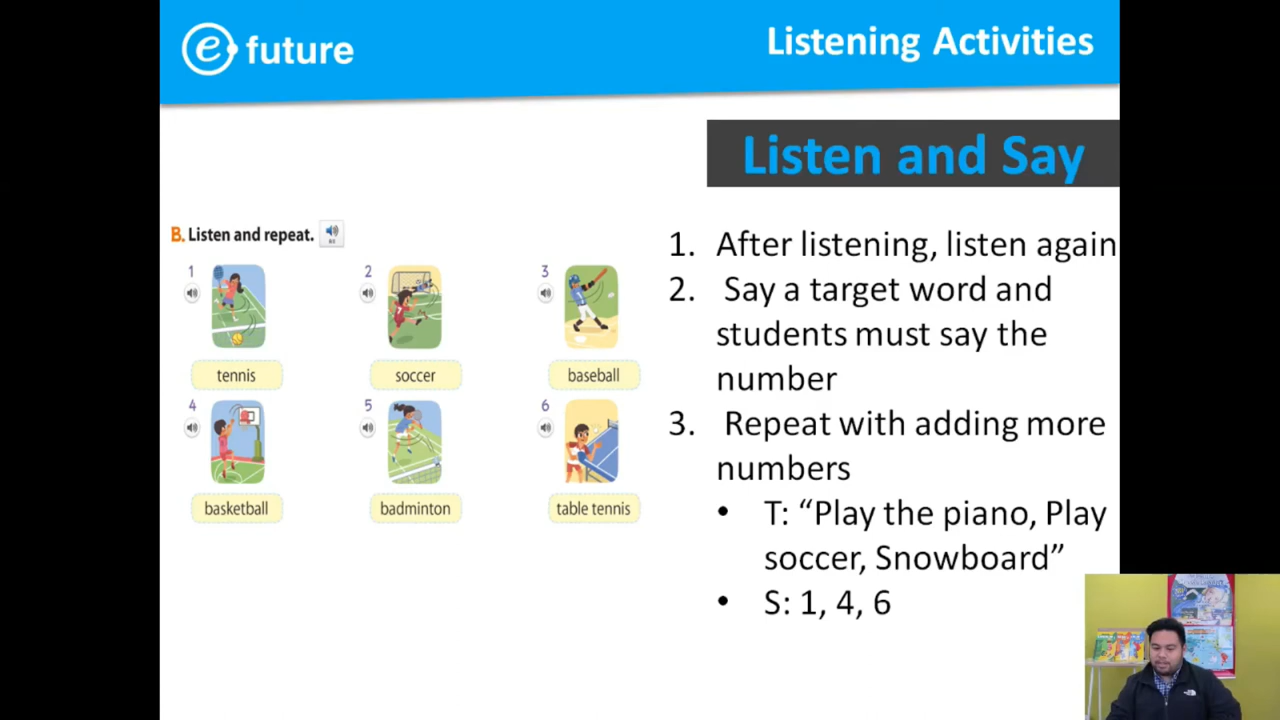 e future
Listening Activities
Listen and Say
B. Listen and repeat.
1
2
3
tennis
soccer
baseball
4
5
6
basketball
badminton
table tennis
1. After listening, listen again
2. Say a target word and
students must say the
number
3. Repeat with adding more
numbers
• T: “Play the piano, Play
soccer, Snowboard”
• S: 1, 4, 6